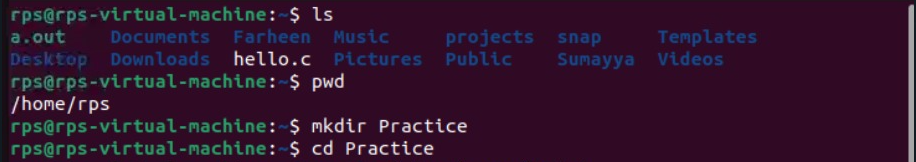 rps@rps-virtual-machine:~$ ls
a.out Documents Farheen Music projects snap Templates
Desktop Downloads hello.c Pictures Public Sumayya Videos
rps@rps-virtual-machine:~$ pwd
/home/rps
rps@rps-virtual-machine:~$ mkdir Practice
rps@rps-virtual-machine:~$ cd Practice